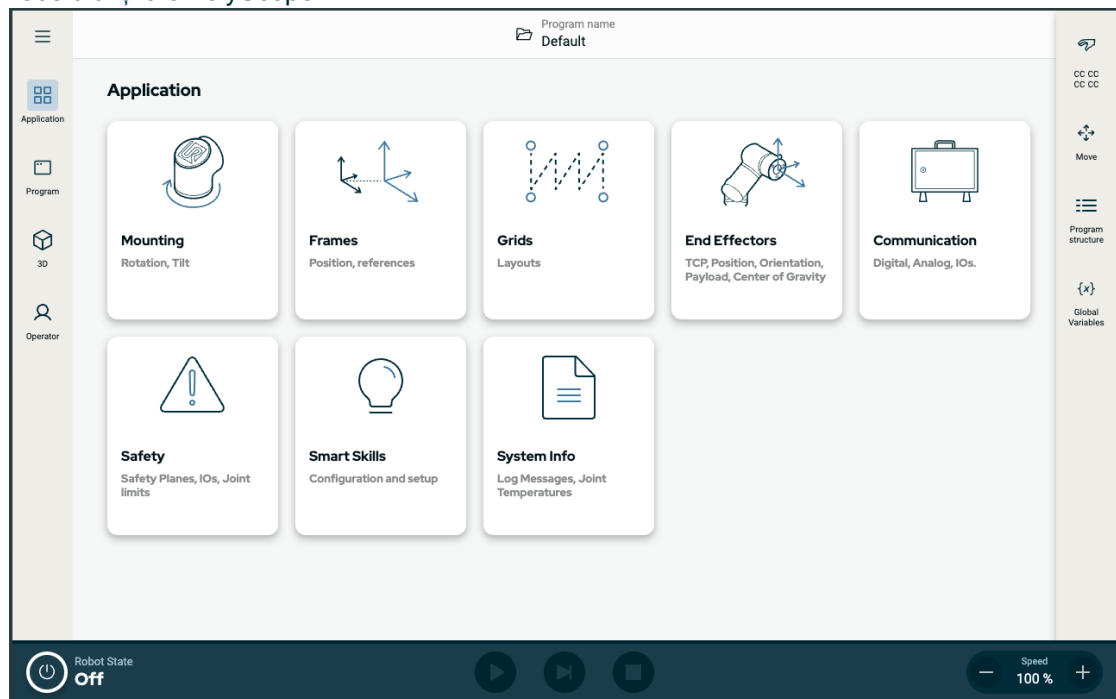 Program name
Default
Application
Application
Program
3D
Operator
Mounting
Rotation, Tilt
Frames
Position, references
Grids
Layouts
End Effectors
TCP, Position, Orientation,
Payload, Center of Gravity
Communication
Digital, Analog, IOs.
Safety
Safety Planes, IOs, Joint
limits
Smart Skills
Configuration and setup
System Info
Log Messages, Joint
Temperatures
CC CC
CC CC
Move
Program
structure
{x}
Global
Variables
Robot State
Off
Speed
100 %